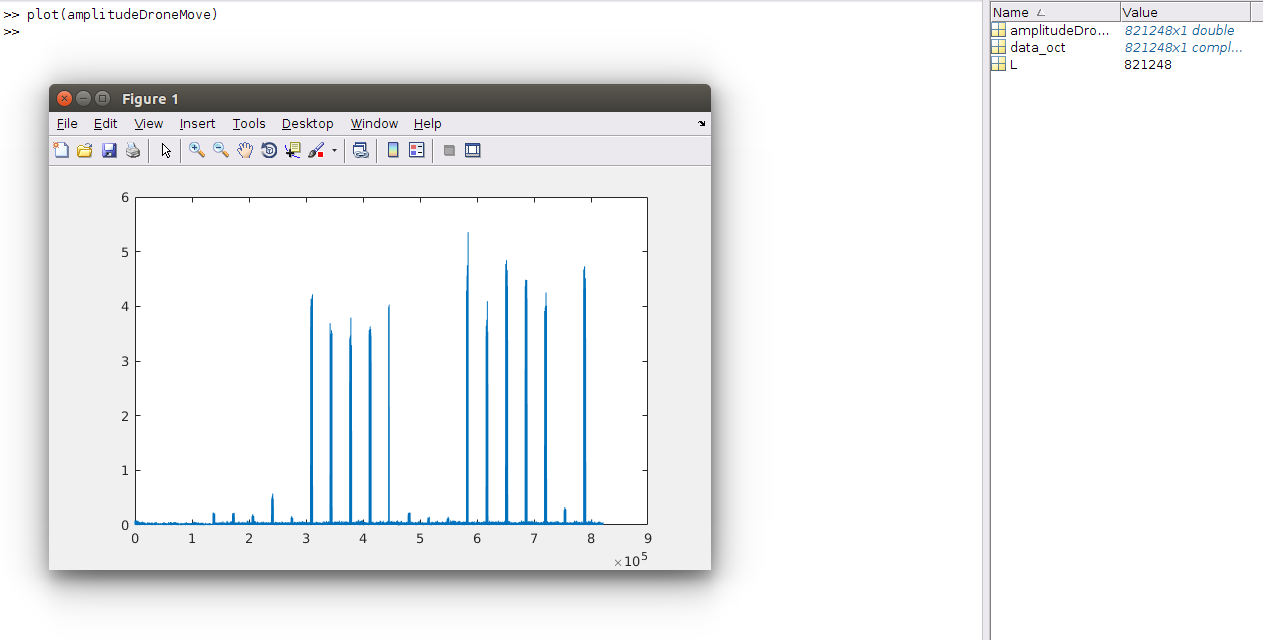 >> plot(amplitudeDroneMove)
>>
Name Value
amplitudeDro... 821248x1 double
data_oct 821248x1 compl...
L 821248
Figure 1
File Edit View Insert Tools Desktop Window Help
6
5
4
3
2
1
0
0 1 2 3 4 5 6 7 8 9
×10^5